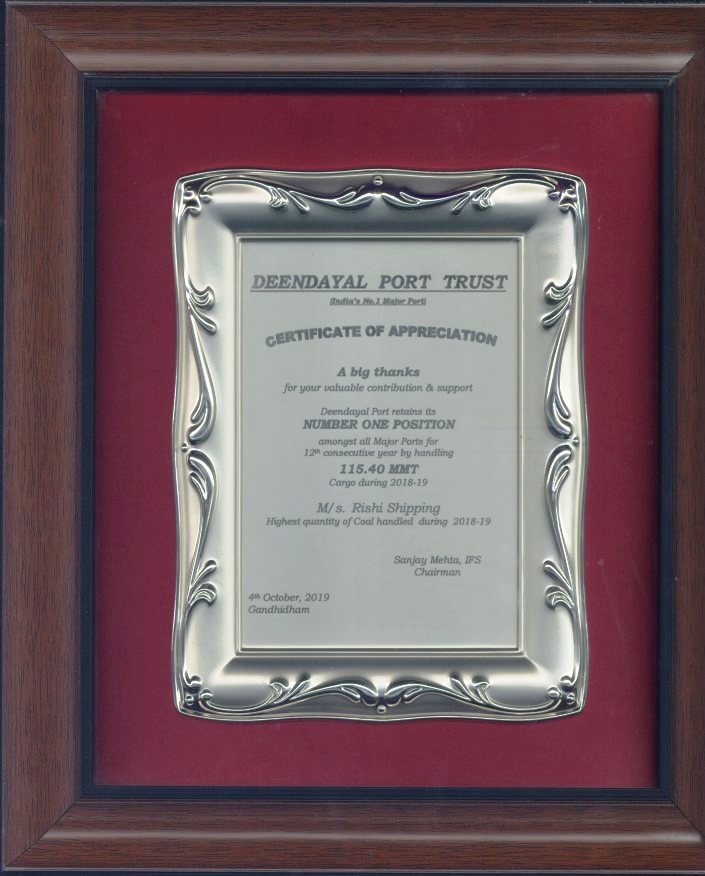 DEENDAYAL PORT TRUST
(India's No.1 Major Port)
CERTIFICATE OF APPRECIATION
A big thanks
for your valuable contribution & support
Deendayal Port retains its
NUMBER ONE POSITION
amongst all Major Ports for
12th consecutive year by handling
115.40 MMT
Cargo during 2018-19
M/s. Rishi Shipping
Highest quantity of Coal handled during 2018-19
Sanjay Mehta, IFS
Chairman
4th October, 2019
Gandhidham